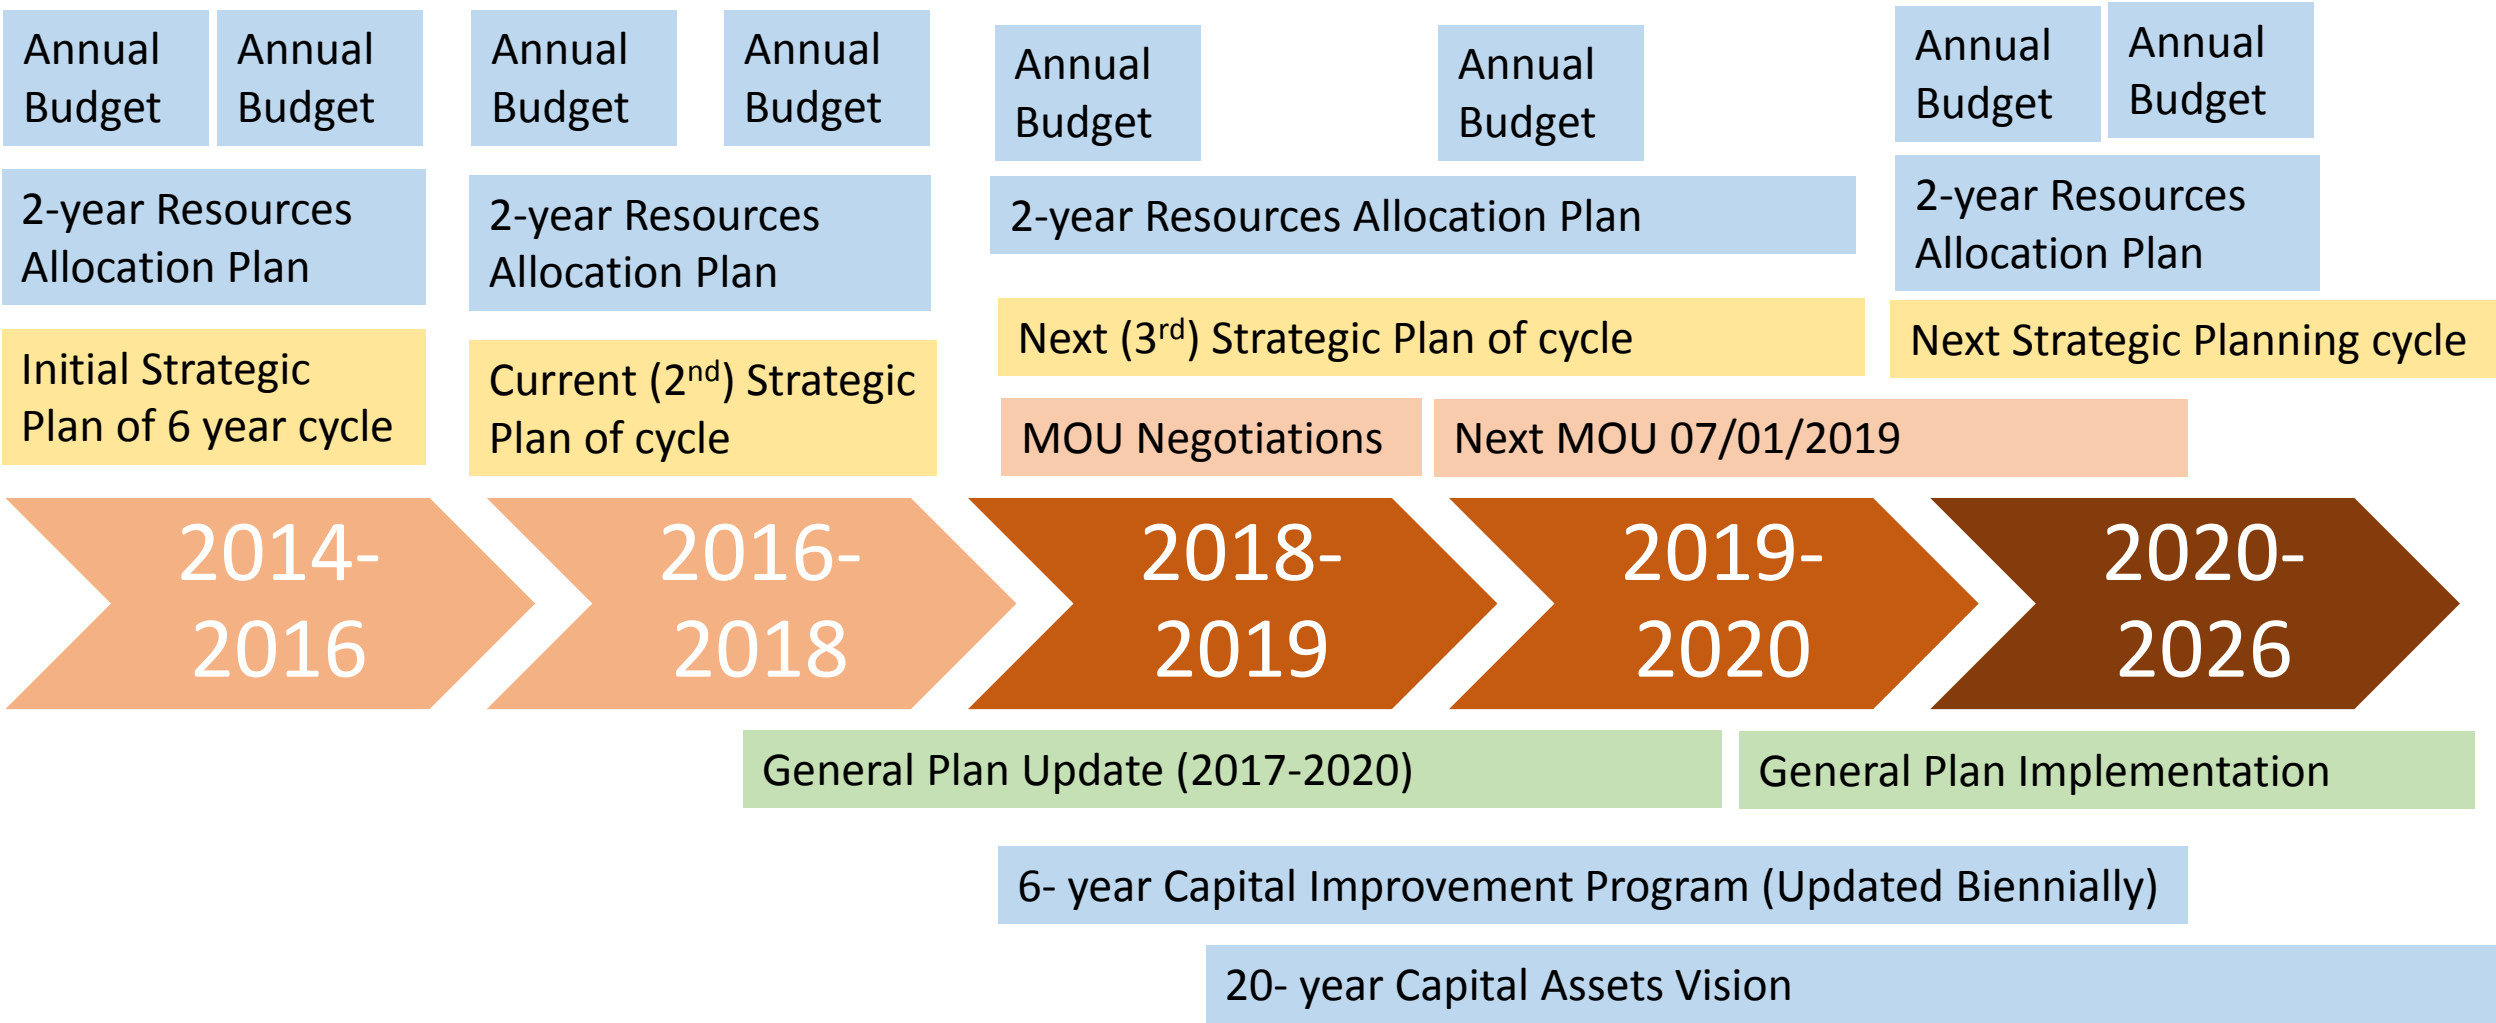 Annual
Budget
Annual
Budget
Annual
Budget
Annual
Budget
Annual
Budget
Annual
Budget
Annual
Budget
Annual
Budget
2-year Resources
Allocation Plan
2-year Resources
Allocation Plan
2-year Resources Allocation Plan
2-year Resources
Allocation Plan
Initial Strategic
Plan of 6 year cycle
Current (2nd) Strategic
Plan of cycle
Next (3rd) Strategic Plan of cycle
Next Strategic Planning cycle
MOU Negotiations
Next MOU 07/01/2019
2014-
2016
2016-
2018
2018-
2019
2019-
2020
2020-
2026
General Plan Update (2017-2020)
General Plan Implementation
6- year Capital Improvement Program (Updated Biennially)
20- year Capital Assets Vision